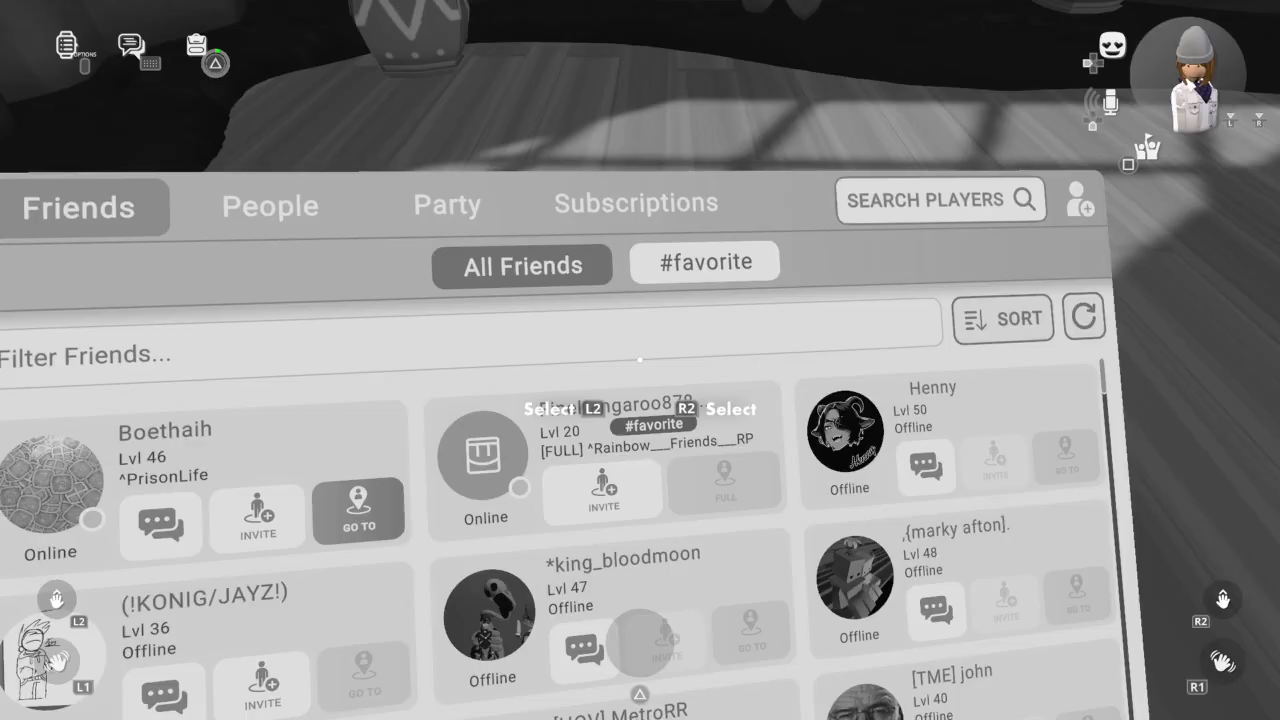 OPTIONS
L
R
Friends
People
Party
Subscriptions
SEARCH PLAYERS
All Friends
#favorite
Filter Friends...
SORT
Boethaih
Lvl 46
^PrisonLife
INVITE
GO TO
Online
Select L2
R2 Select
#favorite
Lvl 20
[FULL] ^Rainbow___Friends___RP
INVITE
FULL
Online
Henny
Lvl 50
Offline
INVITE
GO TO
Offline
(!KONIG/JAYZ!)
Lvl 36
Offline
INVITE
GO TO
L2
L1
*king_bloodmoon
Lvl 47
Offline
INVITE
GO TO
Offline
,{marky afton}.
Lvl 48
Offline
INVITE
GO TO
Offline
MetroRR
[TME] john
Lvl 40
Offline
R2
R1